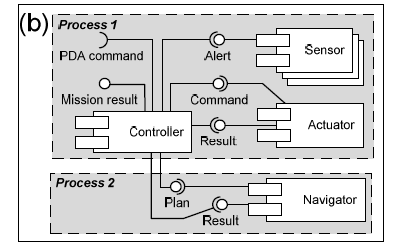 (b)
Process 1
PDA command
Alert
Sensor
Mission result
Command
Controller
Result
Actuator
Process 2
Plan
Result
Navigator